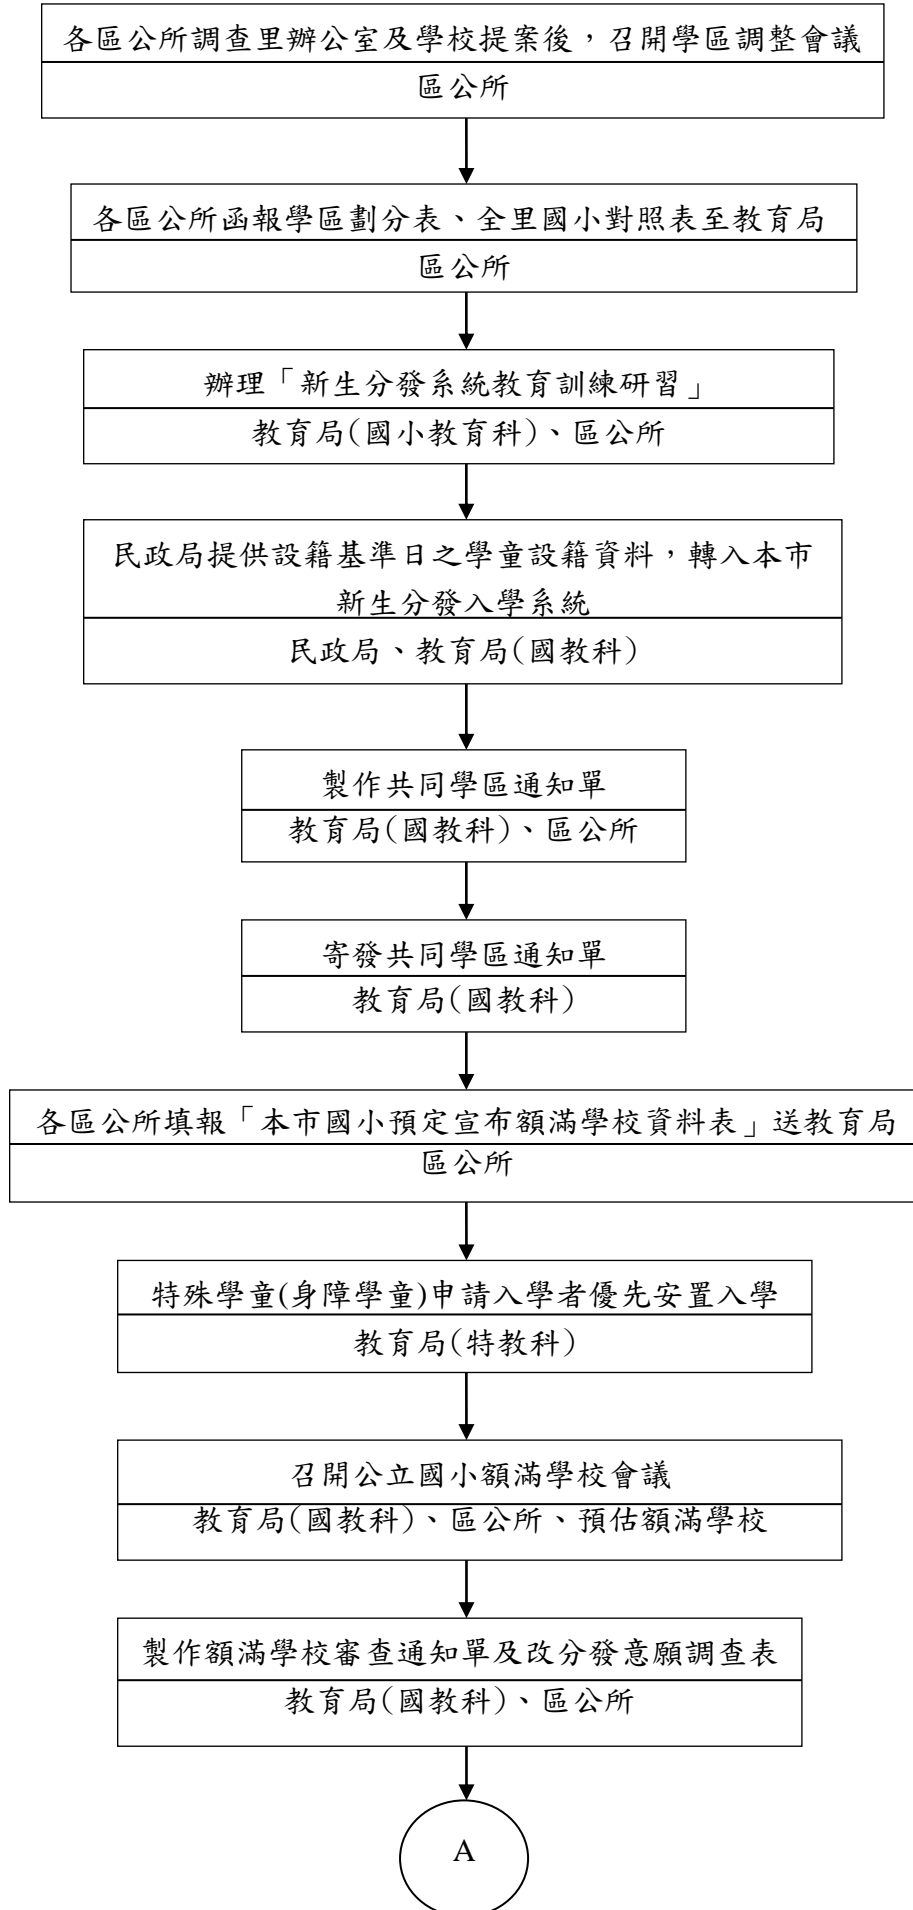 各區公所調查里辦公室及學校提案後，召開學區調整會議
區公所
各區公所函報學區劃分表、全里國小對照表至教育局
區公所
辦理「新生分發系統教育訓練研習」
教育局(國小教育科)、區公所
民政局提供設籍基準日之學童設籍資料，轉入本市
新生分發入學系統
民政局、教育局(國教科)
製作共同學區通知單
教育局(國教科)、區公所
寄發共同學區通知單
教育局(國教科)
各區公所填報「本市國小預定宣布額滿學校資料表」送教育局
區公所
特殊學童(身障學童)申請入學者優先安置入學
教育局(特教科)
召開公立國小額滿學校會議
教育局(國教科)、區公所、預估額滿學校
製作額滿學校審查通知單及改分發意願調查表
教育局(國教科)、區公所
A